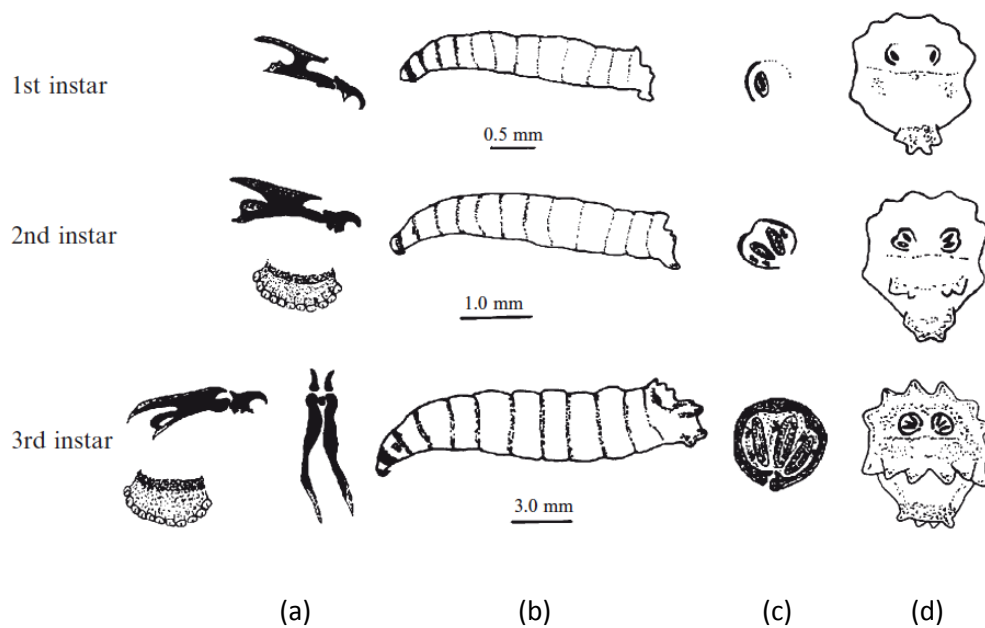 1st instar
0.5 mm
2nd instar
1.0 mm
3rd instar
3.0 mm
(a) (b) (c) (d)